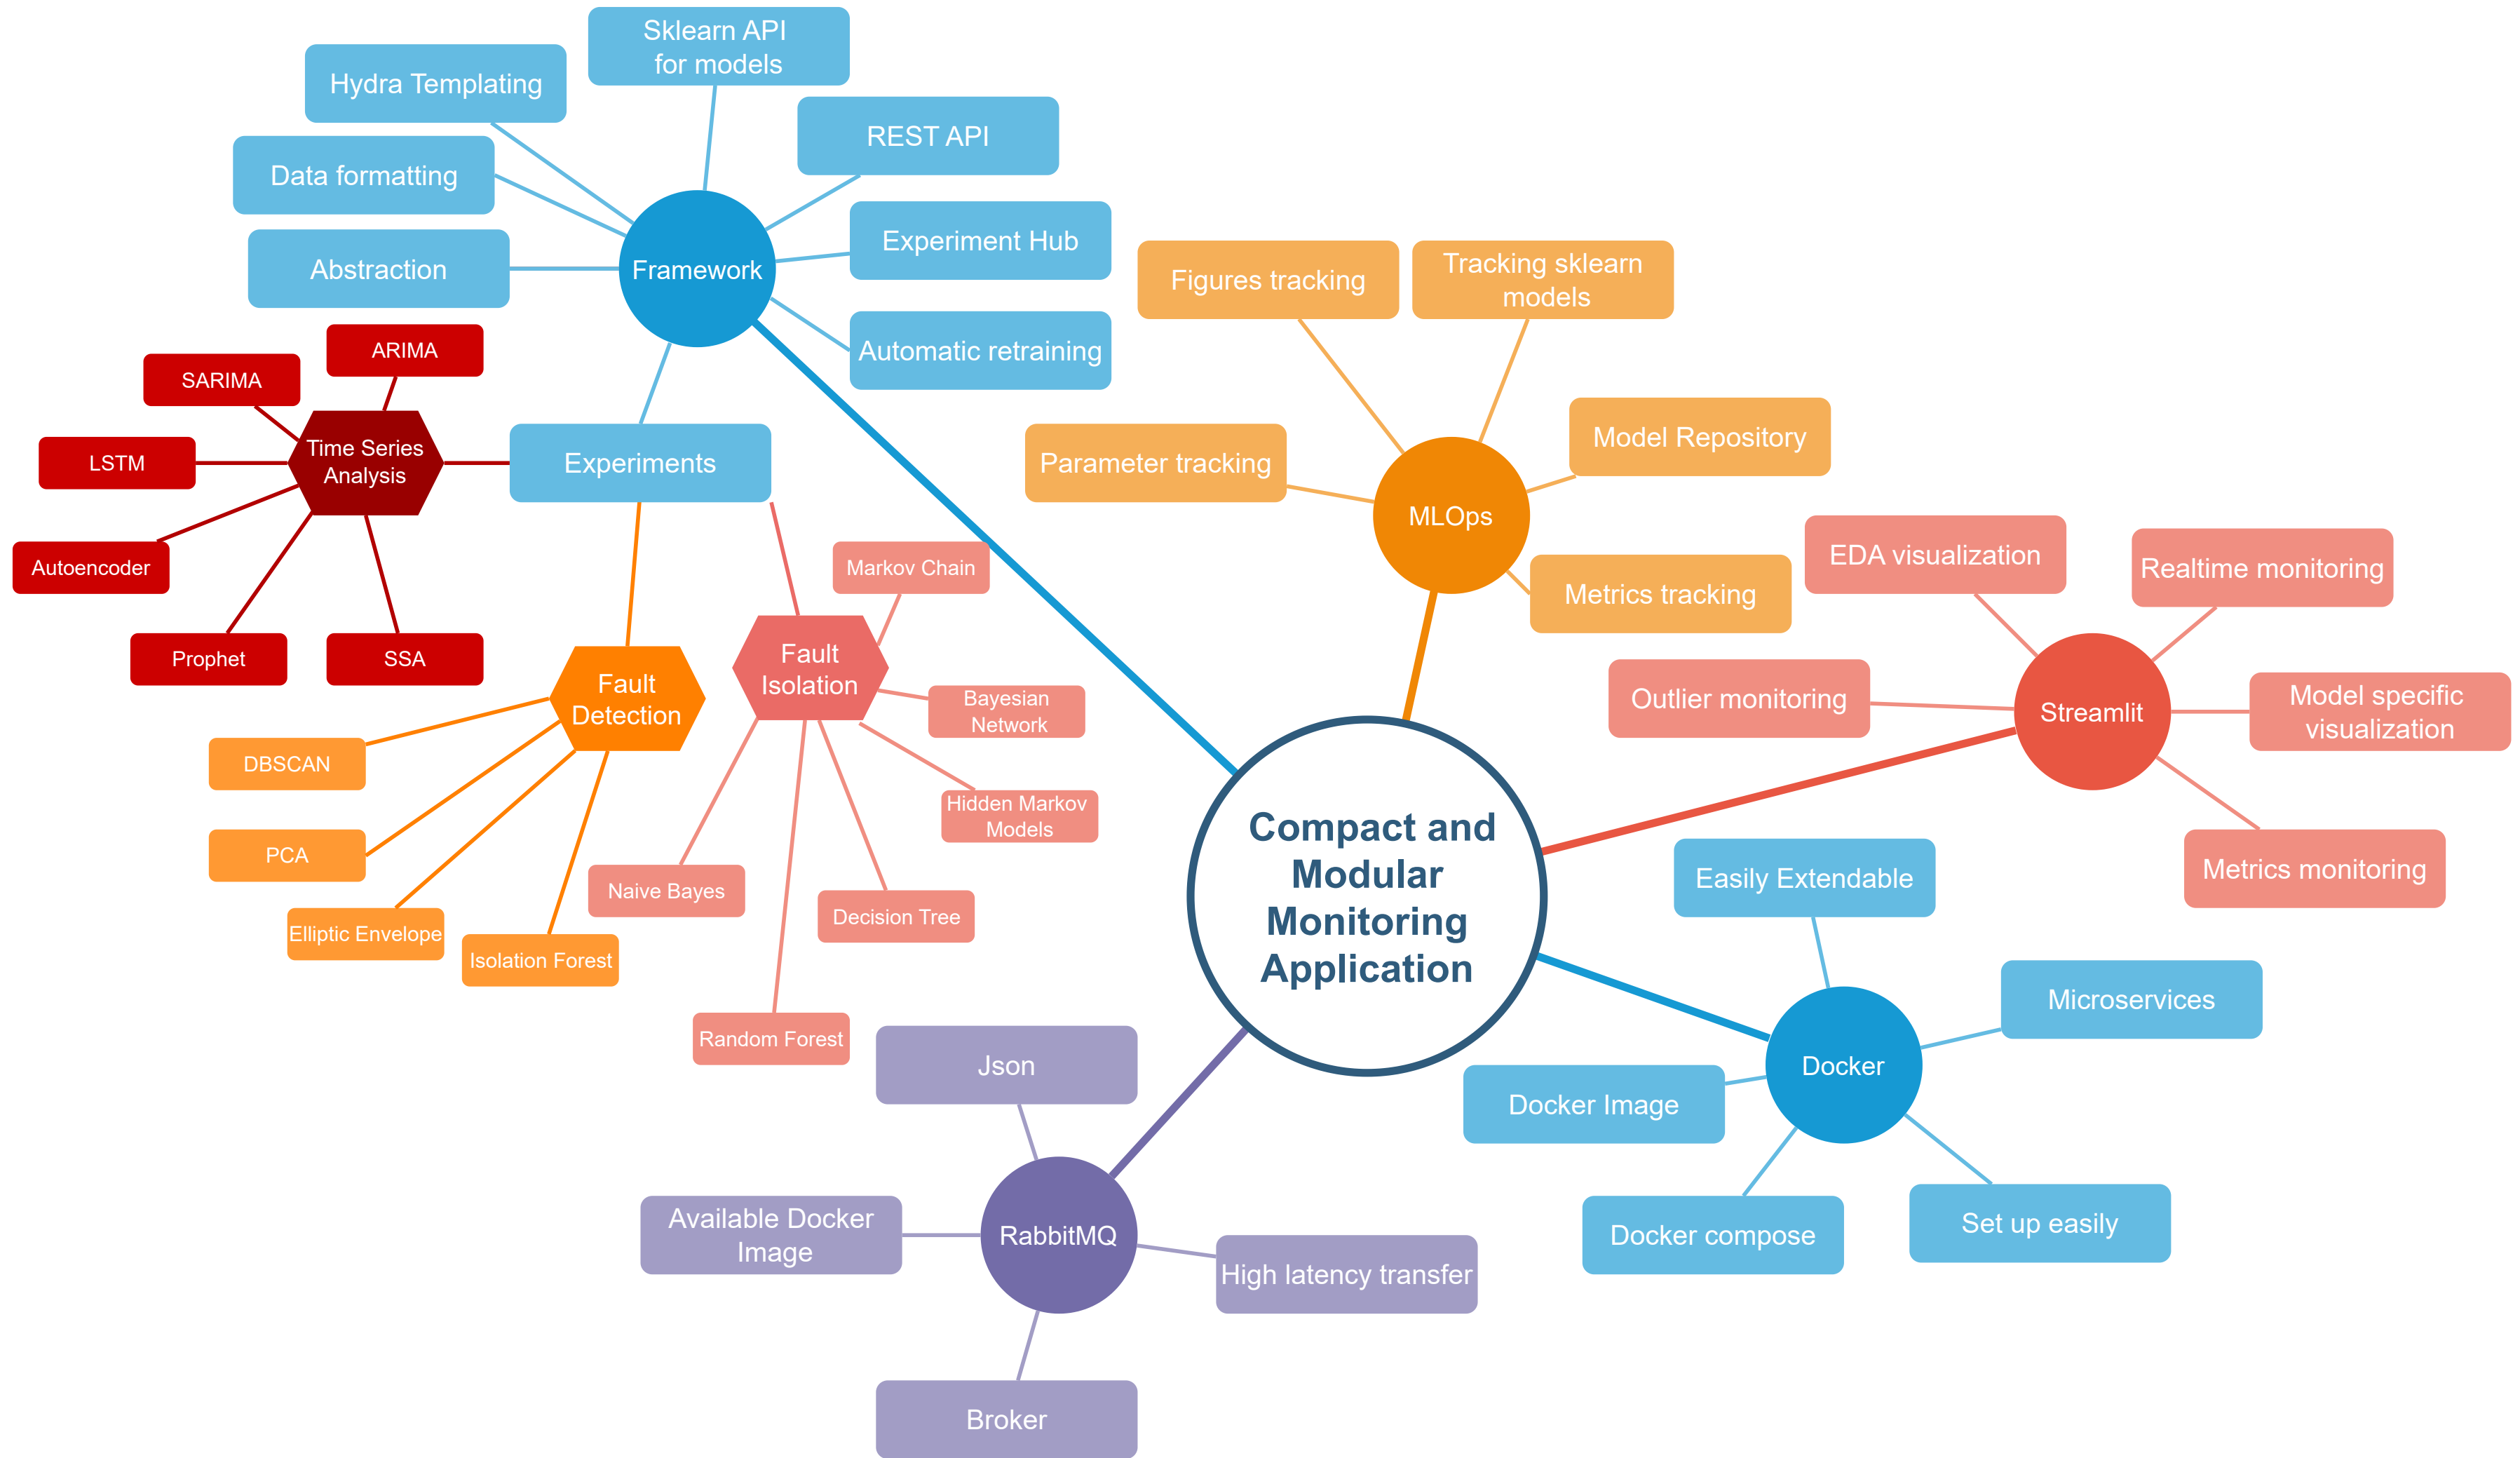 Sklearn API
for models
Hydra Templating
REST API
Data formatting
Experiment Hub
Abstraction
Framework
Automatic retraining
Figures tracking
Tracking sklearn
models
ARIMA
SARIMA
LSTM
Time Series
Analysis
Experiments
Autoencoder
Prophet
SSA
Parameter tracking
Model Repository
MLOps
Metrics tracking
EDA visualization
Realtime monitoring
Outlier monitoring
Streamlit
Model specific
visualization
Metrics monitoring
Markov Chain
Fault
Isolation
Bayesian
Network
Hidden Markov
Models
Naive Bayes
Decision Tree
Random Forest
Fault
Detection
DBSCAN
PCA
Elliptic Envelope
Isolation Forest
Compact and
Modular
Monitoring
Application
Easily Extendable
Microservices
Docker
Docker Image
Docker compose
Set up easily
Json
Available Docker
Image
RabbitMQ
High latency transfer
Broker